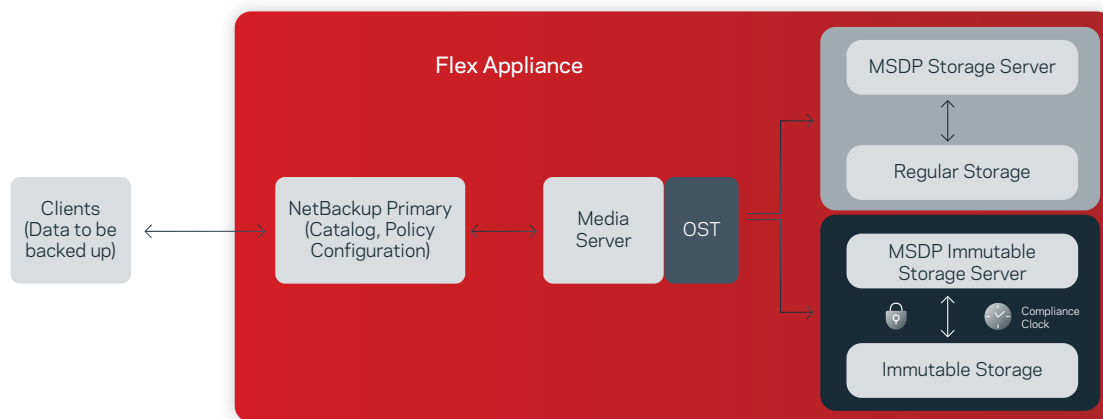 Flex Appliance
MSDP Storage Server
Regular Storage
Clients
(Data to be
backed up)
NetBackup Primary
(Catalog, Policy
Configuration)
Media
Server
OST
MSDP Immutable
Storage Server
Compliance
Clock
Immutable Storage